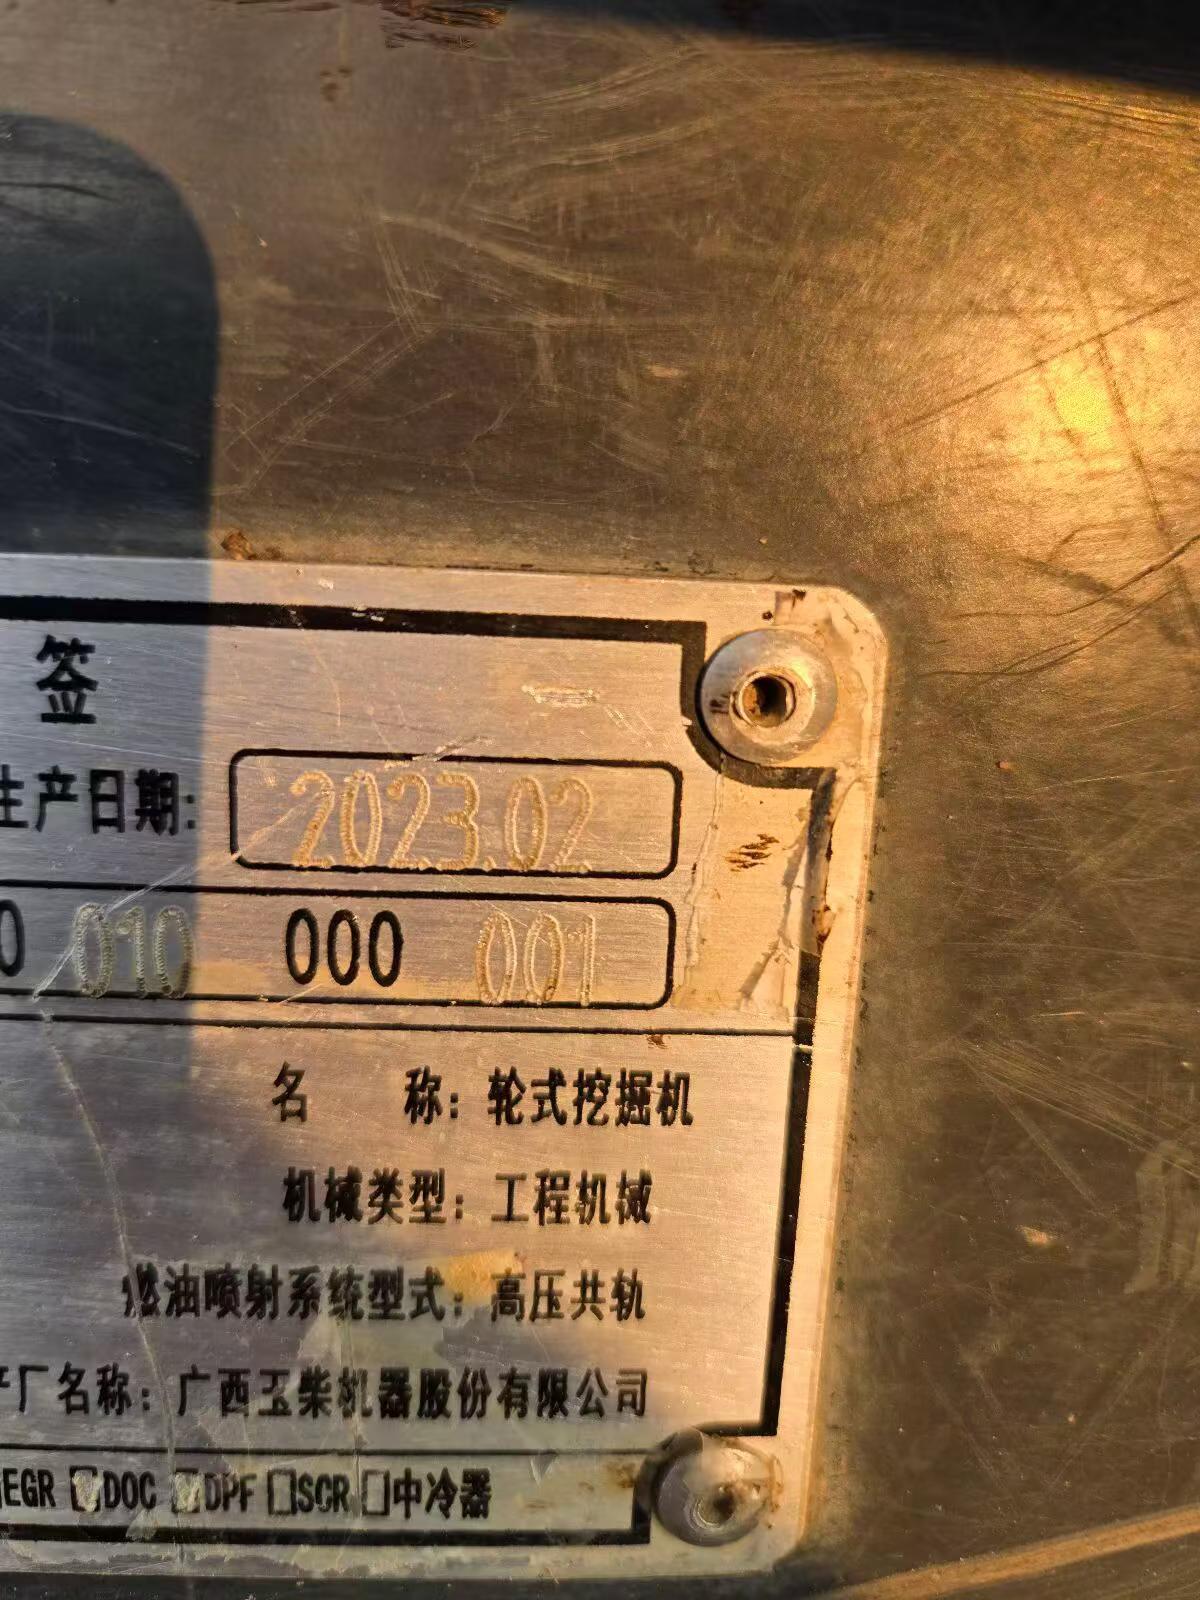 签
生产日期: 2023.02
0 010 000 001
名 称: 轮式挖掘机
机械类型: 工程机械
燃油喷射系统型式: 高压共轨
产厂名称: 广西玉柴机器股份有限公司
EGR DOC DPF □SCR □中冷器